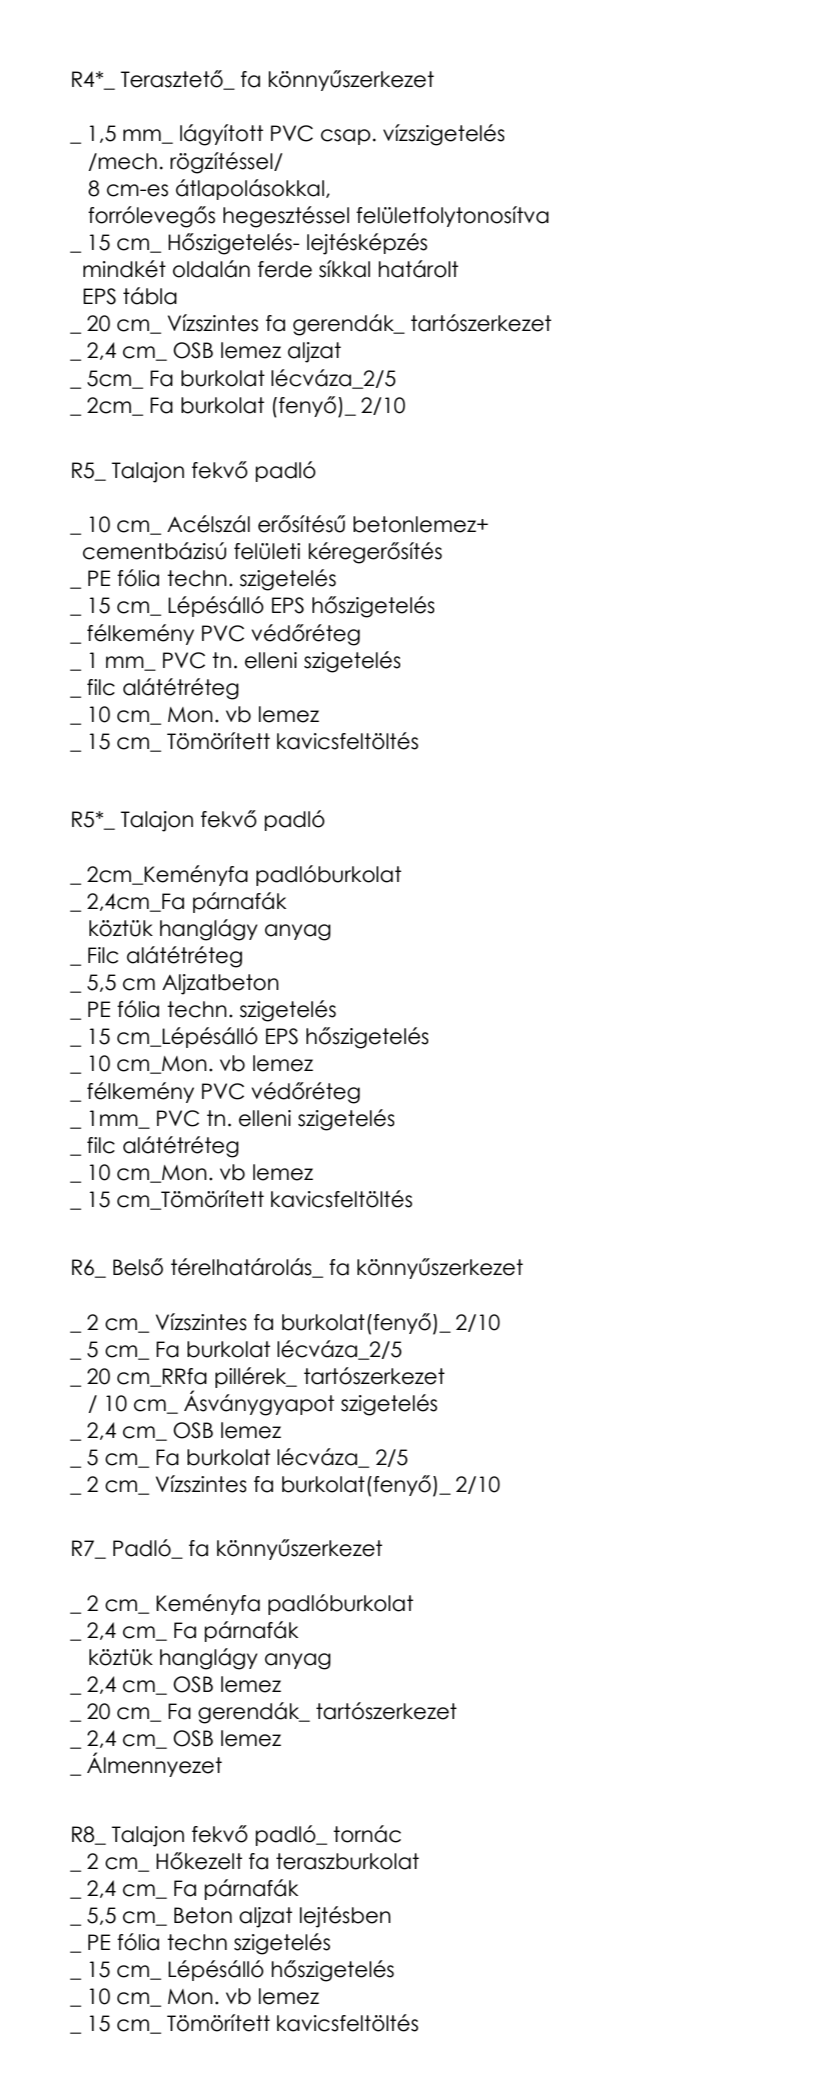 R4*_ Terasztető_ fa könnyűszerkezet
_ 1,5 mm_ lágyított PVC csap. vízszigetelés
/mech. rögzítéssel/
8 cm-es átlapolásokkal,
forrólevegős hegesztéssel felületfolytonosítva
_ 15 cm_ Hőszigetelés- lejtésképzés
mindkét oldalán ferde síkkal határolt
EPS tábla
_ 20 cm_ Vízszintes fa gerendák_ tartószerkezet
_ 2,4 cm_ OSB lemez aljzat
_ 5cm_ Fa burkolat lécváza_2/5
_ 2cm_ Fa burkolat (fenyő)_ 2/10
R5_ Talajon fekvő padló
_ 10 cm_ Acélszál erősítésű betonlemez+
cementbázisú felületi kéregerősítés
_ PE fólia techn. szigetelés
_ 15 cm_ Lépésálló EPS hőszigetelés
_ félkemény PVC védőréteg
_ 1 mm_ PVC tn. elleni szigetelés
_ filc alátétréteg
_ 10 cm_ Mon. vb lemez
_ 15 cm_ Tömörített kavicsfeltöltés
R5*_ Talajon fekvő padló
_ 2cm_Keményfa padlóburkolat
_ 2,4cm_Fa párnafák
köztük hanglágy anyag
_ Filc alátétréteg
_ 5,5 cm Aljzatbeton
_ PE fólia techn. szigetelés
_ 15 cm_Lépésálló EPS hőszigetelés
_ 10 cm_Mon. vb lemez
_ félkemény PVC védőréteg
_ 1mm_ PVC tn. elleni szigetelés
_ filc alátétréteg
_ 10 cm_Mon. vb lemez
_ 15 cm_Tömörített kavicsfeltöltés
R6_ Belső térelhatárolás_ fa könnyűszerkezet
_ 2 cm_ Vízszintes fa burkolat(fenyő)_ 2/10
_ 5 cm_ Fa burkolat lécváza_2/5
_ 20 cm_RRfa pillérek_ tartószerkezet
/ 10 cm_ Ásványgyapot szigetelés
_ 2,4 cm_ OSB lemez
_ 5 cm_ Fa burkolat lécváza_ 2/5
_ 2 cm_ Vízszintes fa burkolat(fenyő)_ 2/10
R7_ Padló_ fa könnyűszerkezet
_ 2 cm_ Keményfa padlóburkolat
_ 2,4 cm_ Fa párnafák
köztük hanglágy anyag
_ 2,4 cm_ OSB lemez
_ 20 cm_ Fa gerendák_ tartószerkezet
_ 2,4 cm_ OSB lemez
_ Álmennyezet
R8_ Talajon fekvő padló_ tornác
_ 2 cm_ Hőkezelt fa teraszburkolat
_ 2,4 cm_ Fa párnafák
_ 5,5 cm_ Beton aljzat lejtésben
_ PE fólia techn szigetelés
_ 15 cm_ Lépésálló hőszigetelés
_ 10 cm_ Mon. vb lemez
_ 15 cm_ Tömörített kavicsfeltöltés